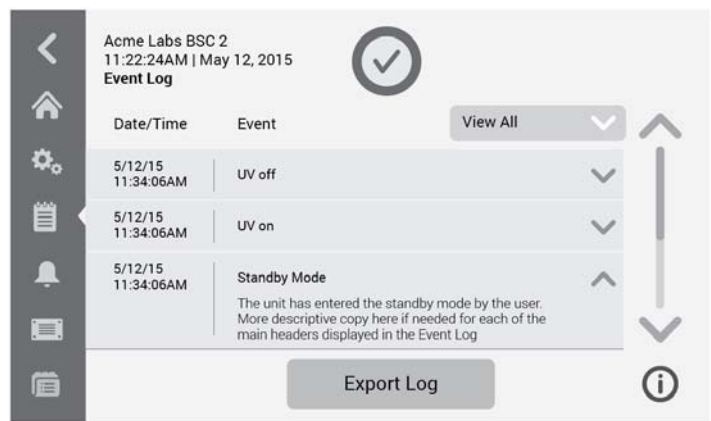 Acme Labs BSC 2
11:22:24AM | May 12, 2015
Event Log
Date/Time Event View All
5/12/15
11:34:06AM
UV off
5/12/15
11:34:06AM
UV on
5/12/15
11:34:06AM
Standby Mode
The unit has entered the standby mode by the user.
More descriptive copy here if needed for each of the
main headers displayed in the Event Log
Export Log